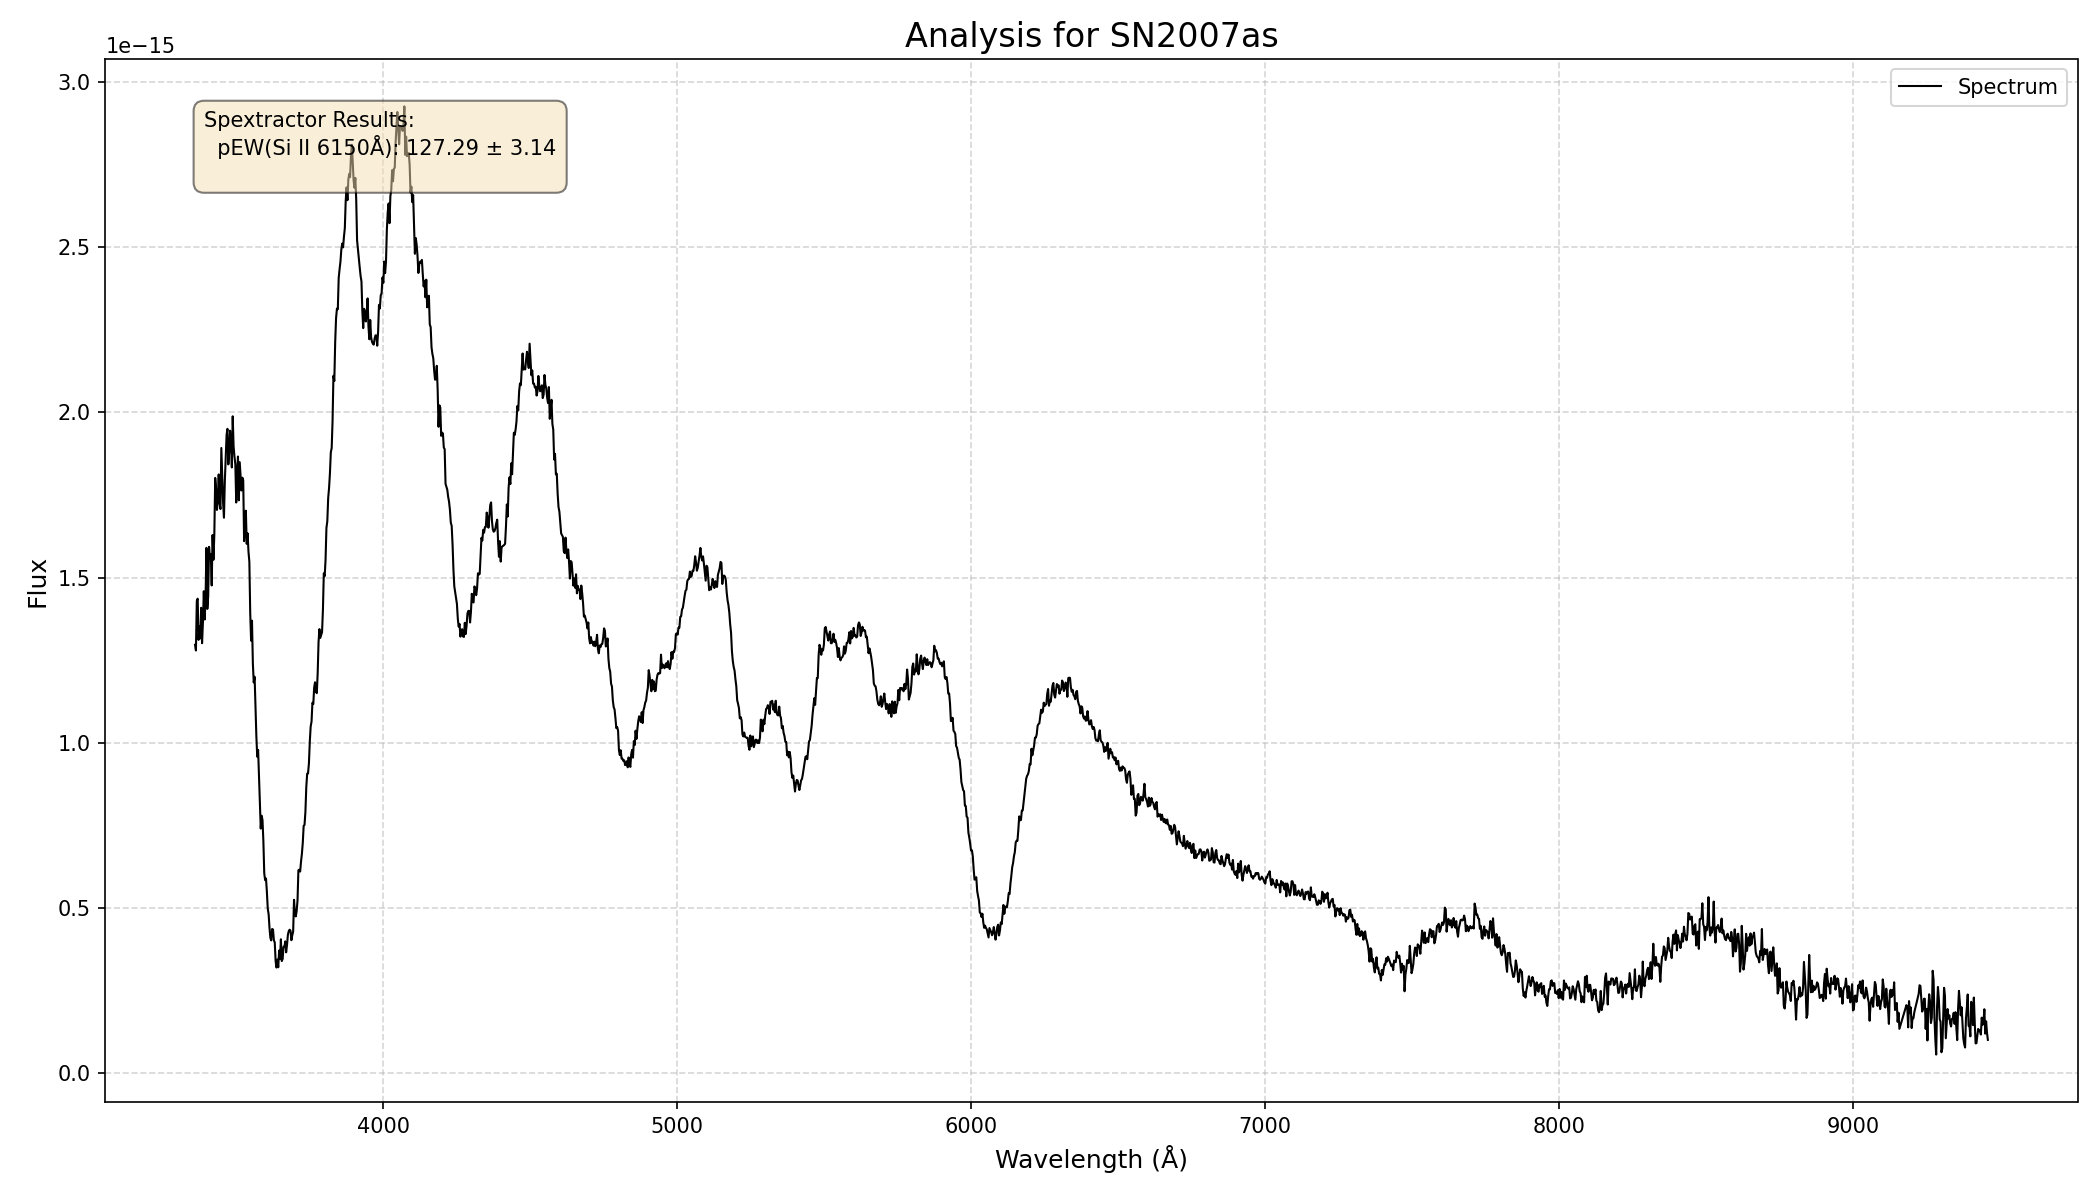 Analysis for SN2007as
1e−15
3.0
2.5
2.0
1.5
1.0
0.5
0.0
Flux
Spextractor Results:
pEW(Si II 6150Å): 127.29 ± 3.14
Spectrum
4000 5000 6000 7000 8000 9000
Wavelength (Å)